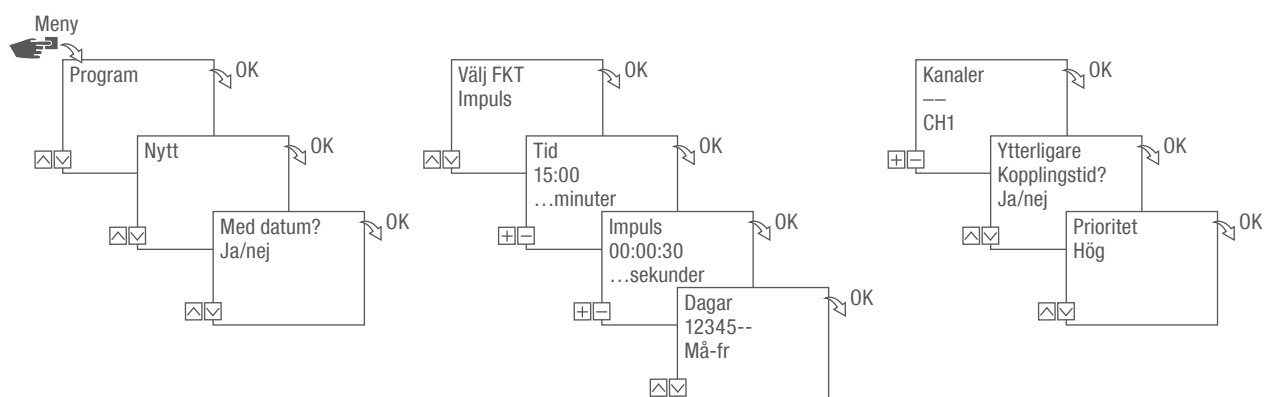 Meny
Program
OK
Nytt
OK
Med datum?
Ja/nej
OK
Välj FKT
Impuls
OK
Tid
15:00
...minuter
OK
Impuls
00:00:30
...sekunder
OK
Dagar
12345--
Må-fr
OK
Kanaler
––
CH1
OK
Ytterligare
Kopplingstid?
Ja/nej
OK
Prioritet
Hög
OK